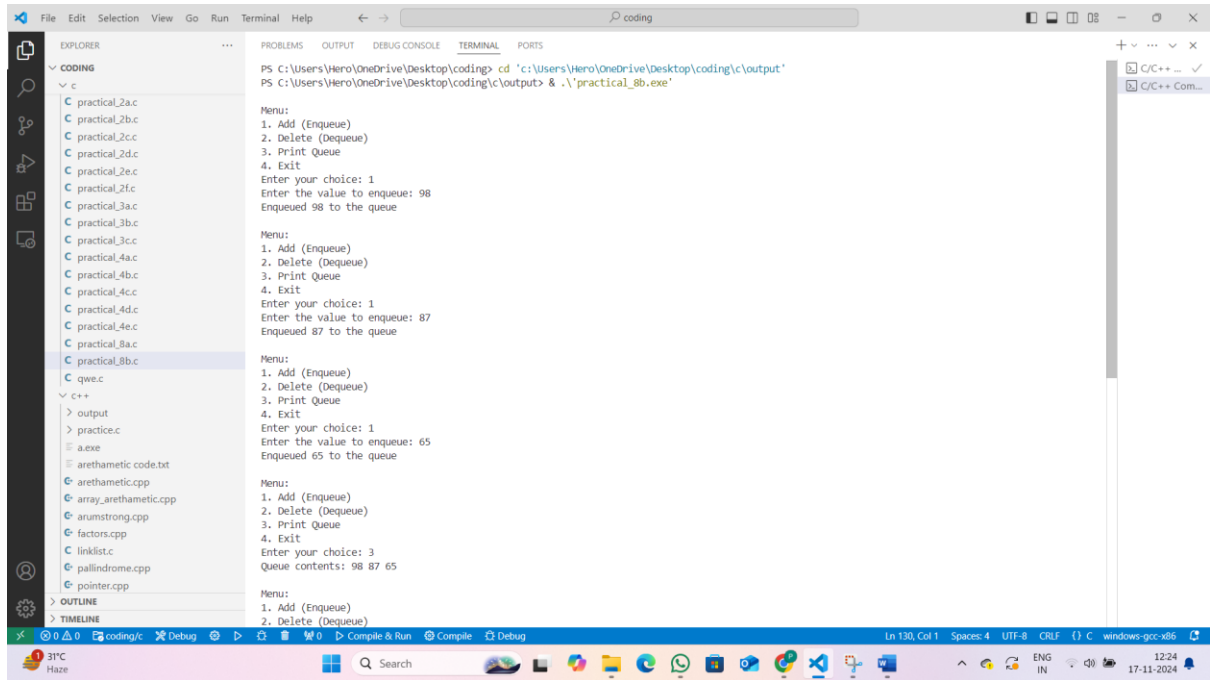 File Edit Selection View Go Run Terminal Help
coding
EXPLORER
CODING
c
C practical_2a.c
C practical_2b.c
C practical_2c.c
C practical_2d.c
C practical_2e.c
C practical_2f.c
C practical_3a.c
C practical_3b.c
C practical_3c.c
C practical_4a.c
C practical_4b.c
C practical_4c.c
C practical_4d.c
C practical_4e.c
C practical_8a.c
C practical_8b.c
C qwe.c
c++
output
practice.c
a.exe
arethametic code.txt
arethametic.cpp
array_arethametic.cpp
arumstrong.cpp
factors.cpp
C linklist.c
pallindrome.cpp
pointer.cpp
OUTLINE
TIMELINE
PROBLEMS OUTPUT DEBUG CONSOLE TERMINAL PORTS
PS C:\Users\Hero\OneDrive\Desktop\coding> cd 'c:\Users\Hero\OneDrive\Desktop\coding\c\output'
PS C:\Users\Hero\OneDrive\Desktop\coding\c\output> & .\'practical_8b.exe'
Menu:
1. Add (Enqueue)
2. Delete (Dequeue)
3. Print Queue
4. Exit
Enter your choice: 1
Enter the value to enqueue: 98
Enqueued 98 to the queue
Menu:
1. Add (Enqueue)
2. Delete (Dequeue)
3. Print Queue
4. Exit
Enter your choice: 1
Enter the value to enqueue: 87
Enqueued 87 to the queue
Menu:
1. Add (Enqueue)
2. Delete (Dequeue)
3. Print Queue
4. Exit
Enter your choice: 1
Enter the value to enqueue: 65
Enqueued 65 to the queue
Menu:
1. Add (Enqueue)
2. Delete (Dequeue)
3. Print Queue
4. Exit
Enter your choice: 3
Queue contents: 98 87 65
Menu:
1. Add (Enqueue)
2. Delete (Dequeue)
C/C++ ...
C/C++ Com...
0 0 coding/c Debug 0 Compile & Run Compile Debug Ln 130, Col 1 Spaces: 4 UTF-8 CRLF {} C windows-gcc-x86
1 31°C
Haze
Search
ENG
IN
12:24
17-11-2024